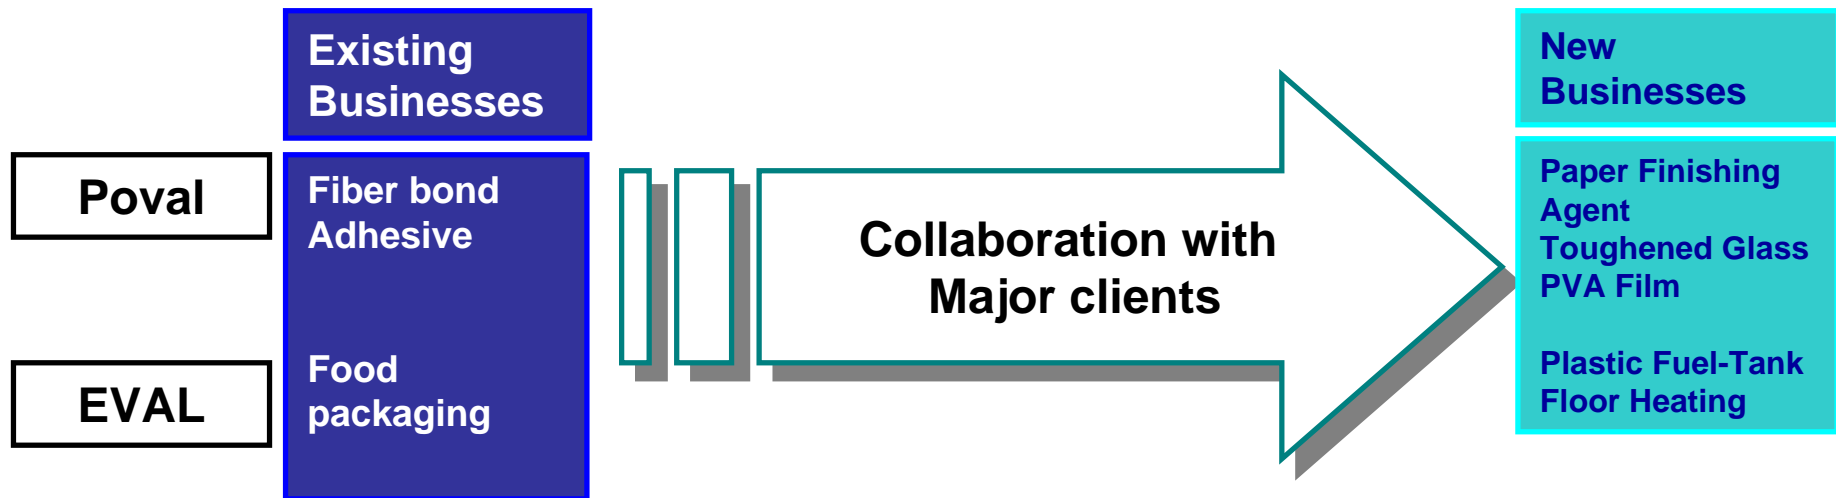 Existing
Businesses
New
Businesses
Poval
Fiber bond
Adhesive
Collaboration with
Major clients
Paper Finishing
Agent
Toughened Glass
PVA Film
EVAL
Food
packaging
Plastic Fuel-Tank
Floor Heating